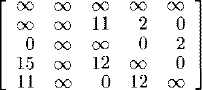 ∞ ∞ ∞ ∞ ∞
∞ ∞ 11 2 0
0 ∞ ∞ 0 2
15 ∞ 12 ∞ 0
11 ∞ 0 12 ∞